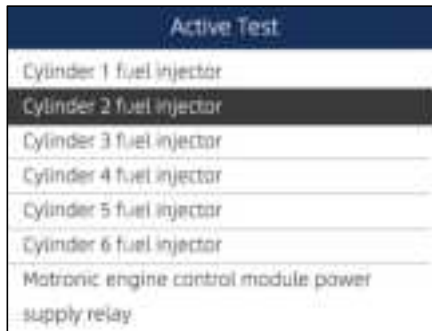 Active Test
Cylinder 1 fuel injector
Cylinder 2 fuel injector
Cylinder 3 fuel injector
Cylinder 4 fuel injector
Cylinder 5 fuel injector
Cylinder 6 fuel injector
Motronic engine control module power
supply relay